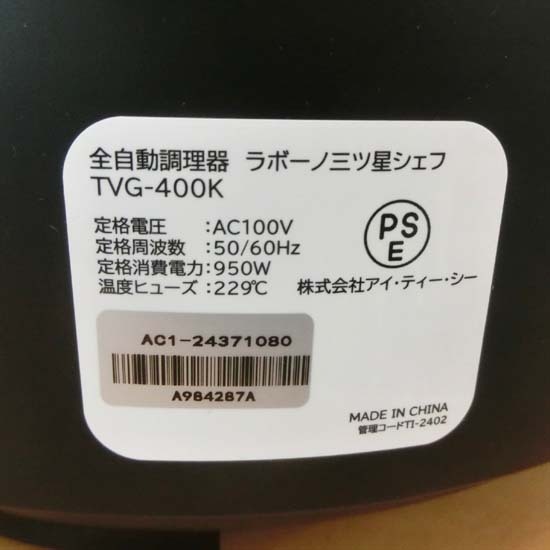 全自動調理器 ラボーノ三ツ星シェフ
TVG-400K
定格電圧 :AC100V
定格周波数 :50/60Hz
定格消費電力:950W
温度ヒューズ :229℃
PS
E
株式会社アイ・ティー・シー
AC1-24371080
A984287A
MADE IN CHINA
管理コードTI-2402